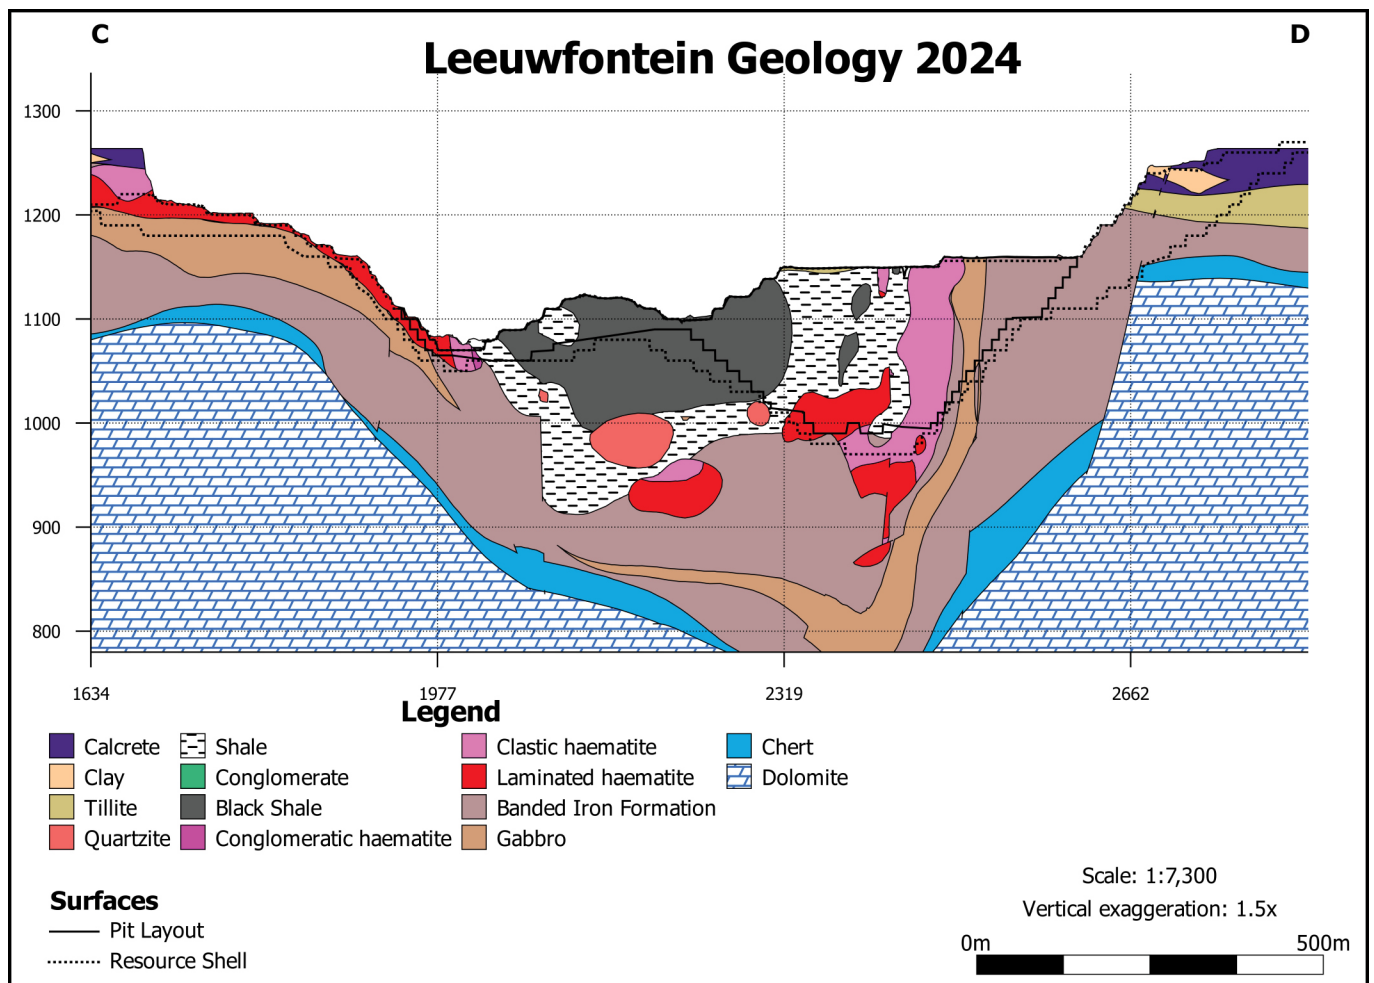 C
D
Leeuwfontein Geology 2024
1300
1200
1100
1000
900
800
1634
1977
2319
2662
Legend
Calcrete
Shale
Clastic haematite
Chert
Clay
Conglomerate
Laminated haematite
Dolomite
Tillite
Black Shale
Banded Iron Formation
Quartzite
Conglomeratic haematite
Gabbro
Scale: 1:7,300
Surfaces
Vertical exaggeration: 1.5x
Pit Layout
0m
500m
Resource Shell